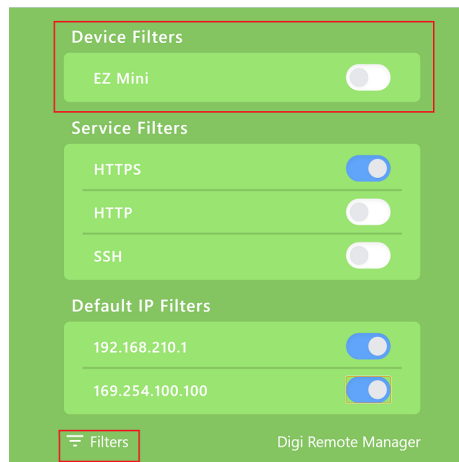 Device Filters
EZ Mini
Service Filters
HTTPS
HTTP
SSH
Default IP Filters
192.168.210.1
169.254.100.100
Filters Digi Remote Manager